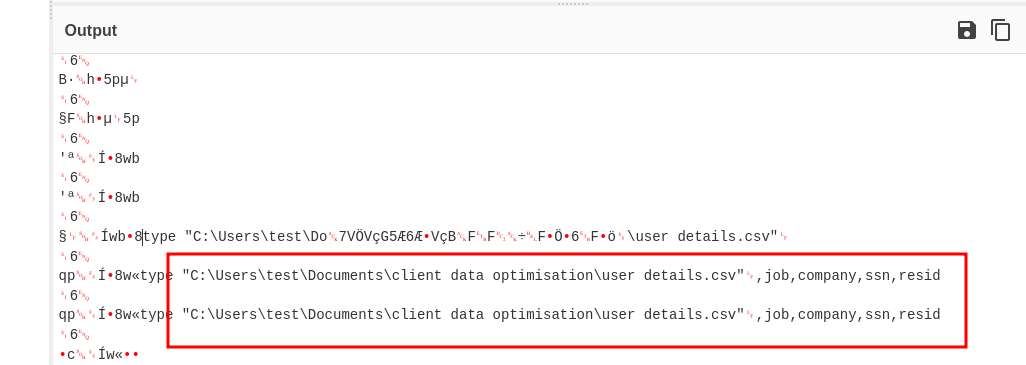 Output
6
B·h•5pµ
6
§Fh•µ5p
6
'ªÍ•8wb
6
'ªÍ•8wb
6
§Íwb•8type "C:\Users\test\Do7VÖVçG5Æ6Æ•VçBFF÷F•Ö•6F•ö\user details.csv"
6
qpÍ•8w«type "C:\Users\test\Documents\client data optimisation\user details.csv",job,company,ssn,resid
6
qpÍ•8w«type "C:\Users\test\Documents\client data optimisation\user details.csv",job,company,ssn,resid
6
•cÍw«••